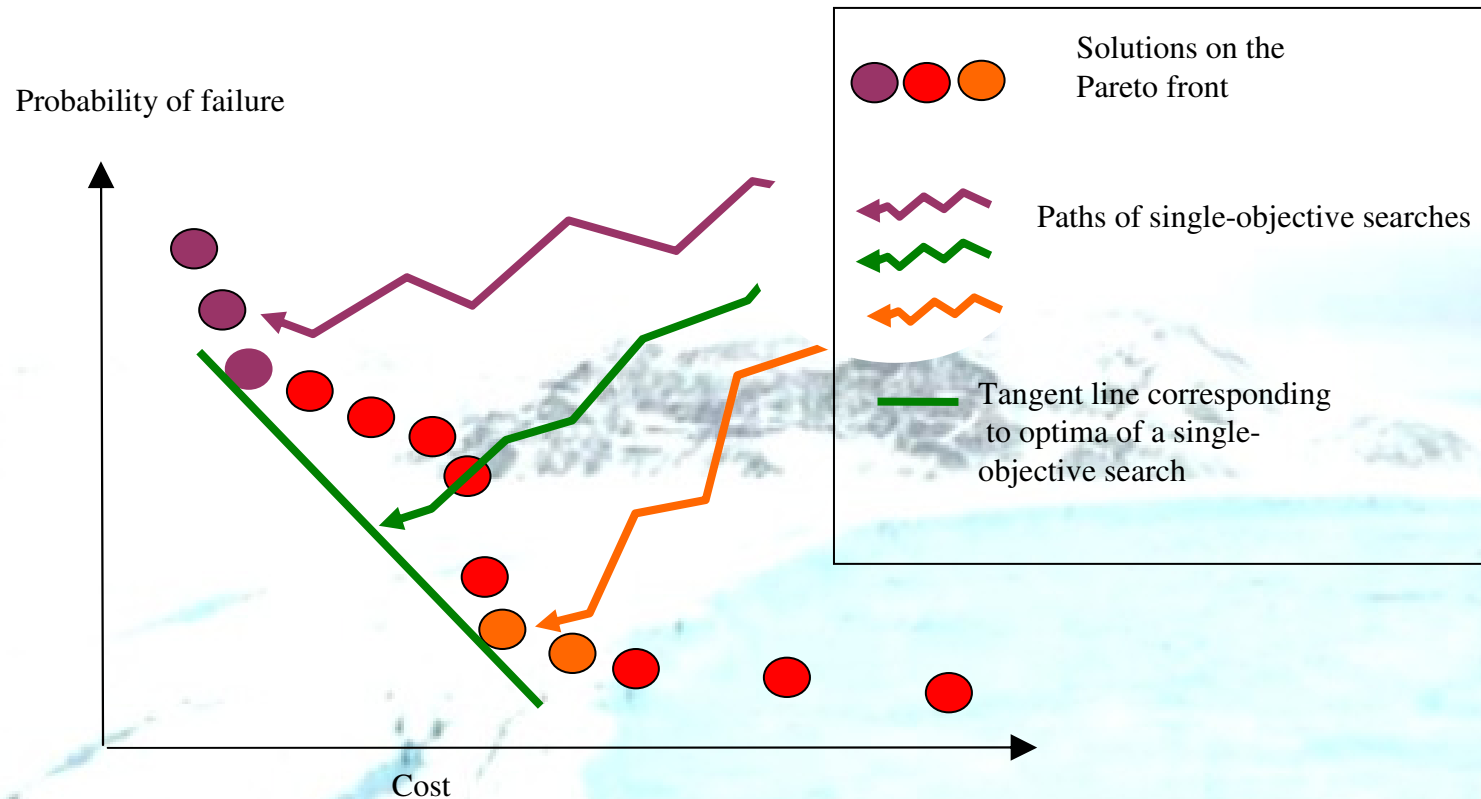 Probability of failure
Cost
Solutions on the
Pareto front
Paths of single-objective searches
Tangent line corresponding
to optima of a single-
objective search